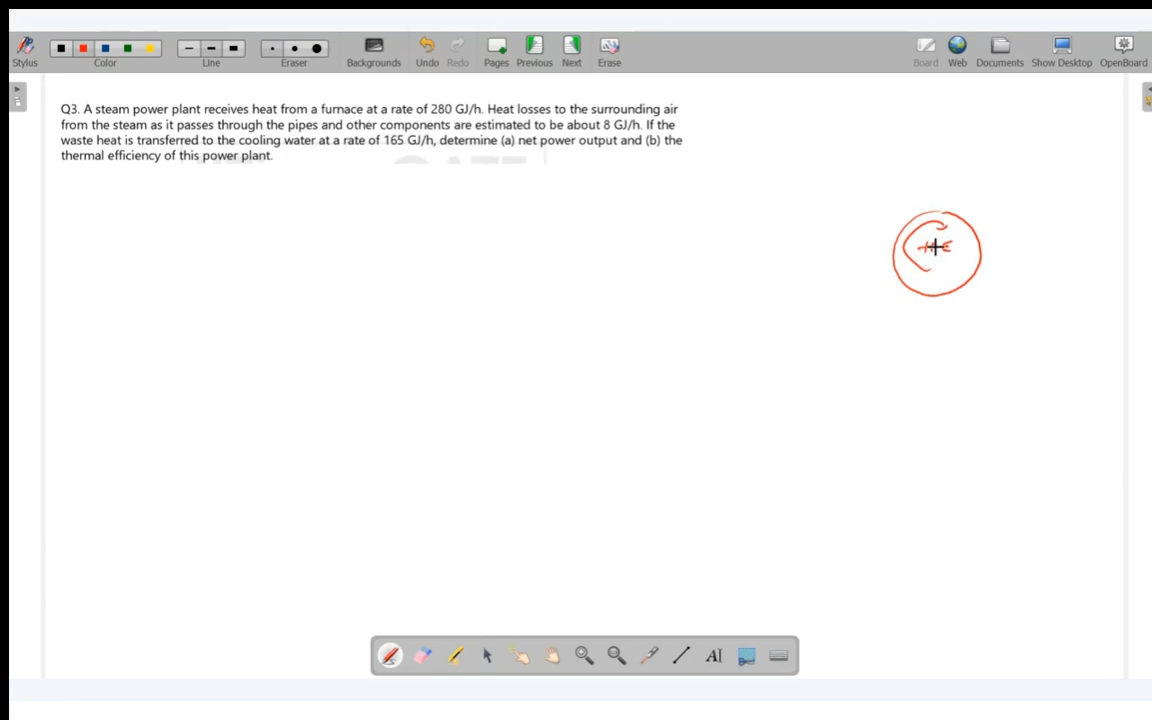 Stylus
Color
Line
Eraser
Backgrounds
Undo
Redo
Pages
Previous
Next
Erase
Board
Web
Documents
Show Desktop
OpenBoard
Q3. A steam power plant receives heat from a furnace at a rate of 280 GJ/h. Heat losses to the surrounding air
from the steam as it passes through the pipes and other components are estimated to be about 8 GJ/h. If the
waste heat is transferred to the cooling water at a rate of 165 GJ/h, determine (a) net power output and (b) the
thermal efficiency of this power plant.
HE
AI